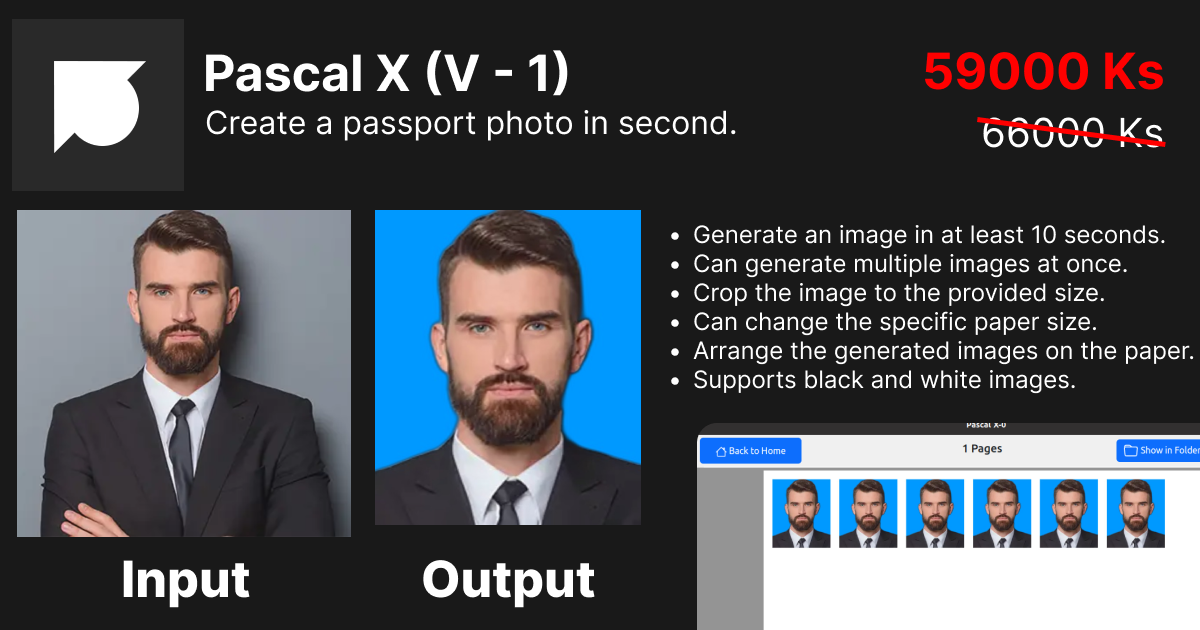 Pascal X (V - 1)
Create a passport photo in second.
59000 Ks
66000 Ks
• Generate an image in at least 10 seconds.
• Can generate multiple images at once.
• Crop the image to the provided size.
• Can change the specific paper size.
• Arrange the generated images on the paper.
• Supports black and white images.
Pascal X-0
Back to Home
1 Pages
Show in Folder
Input
Output